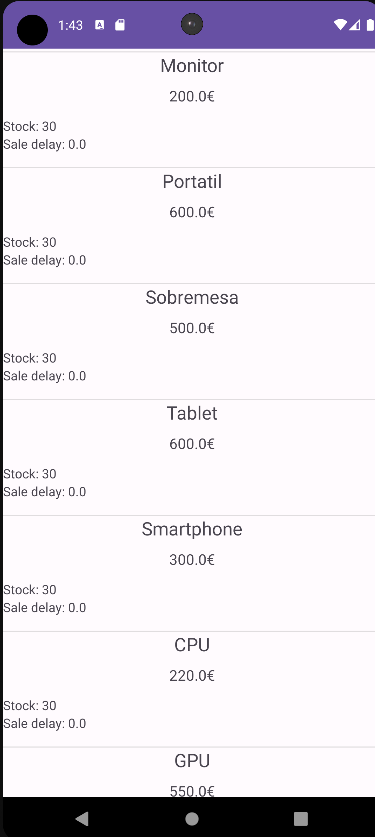 1:43
A
Monitor
200.0€
Stock: 30
Sale delay: 0.0
Portatil
600.0€
Stock: 30
Sale delay: 0.0
Sobremesa
500.0€
Stock: 30
Sale delay: 0.0
Tablet
600.0€
Stock: 30
Sale delay: 0.0
Smartphone
300.0€
Stock: 30
Sale delay: 0.0
CPU
220.0€
Stock: 30
Sale delay: 0.0
GPU
550.0€